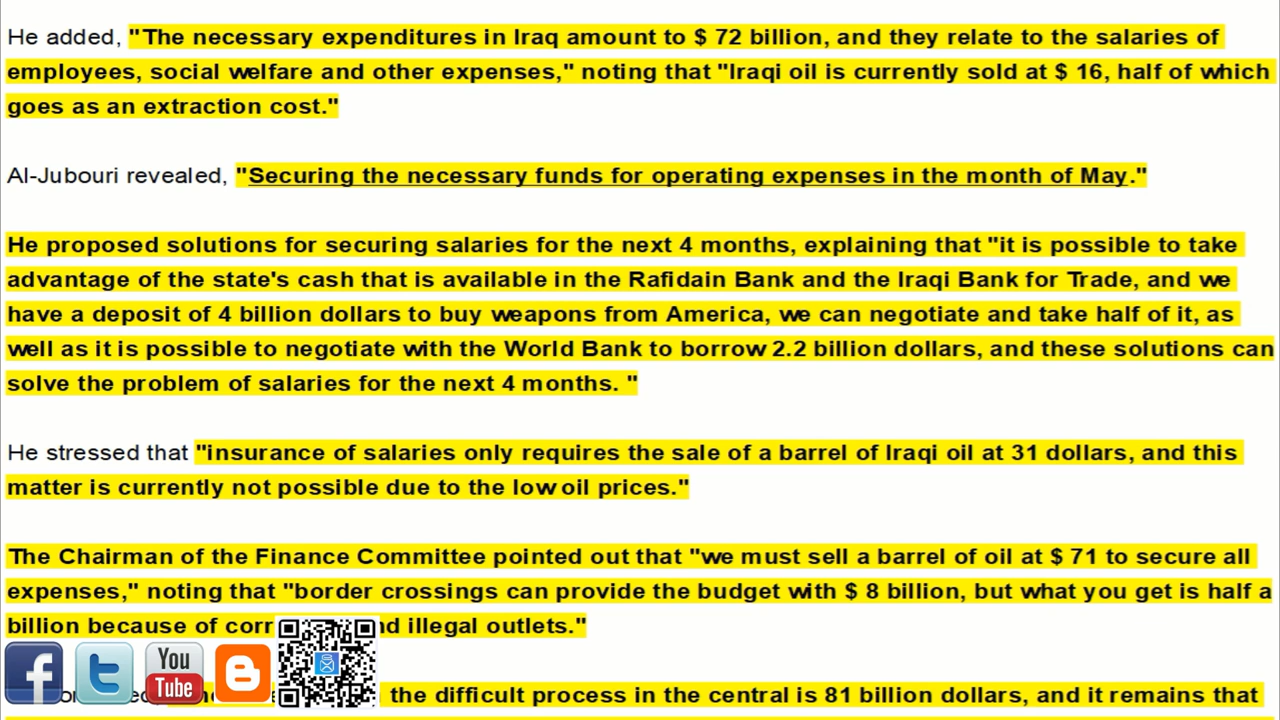 He added, "The necessary expenditures in Iraq amount to $ 72 billion, and they relate to the salaries of
employees, social welfare and other expenses," noting that "Iraqi oil is currently sold at $ 16, half of which
goes as an extraction cost."
Al-Jubouri revealed, "Securing the necessary funds for operating expenses in the month of May."
He proposed solutions for securing salaries for the next 4 months, explaining that "it is possible to take
advantage of the state's cash that is available in the Rafidain Bank and the Iraqi Bank for Trade, and we
have a deposit of 4 billion dollars to buy weapons from America, we can negotiate and take half of it, as
well as it is possible to negotiate with the World Bank to borrow 2.2 billion dollars, and these solutions can
solve the problem of salaries for the next 4 months. "
He stressed that "insurance of salaries only requires the sale of a barrel of Iraqi oil at 31 dollars, and this
matter is currently not possible due to the low oil prices."
The Chairman of the Finance Committee pointed out that "we must sell a barrel of oil at $ 71 to secure all
expenses," noting that "border crossings can provide the budget with $ 8 billion, but what you get is half a
billion because of illegal outlets."
You
Tube
the difficult process in the central is 81 billion dollars, and it remains that